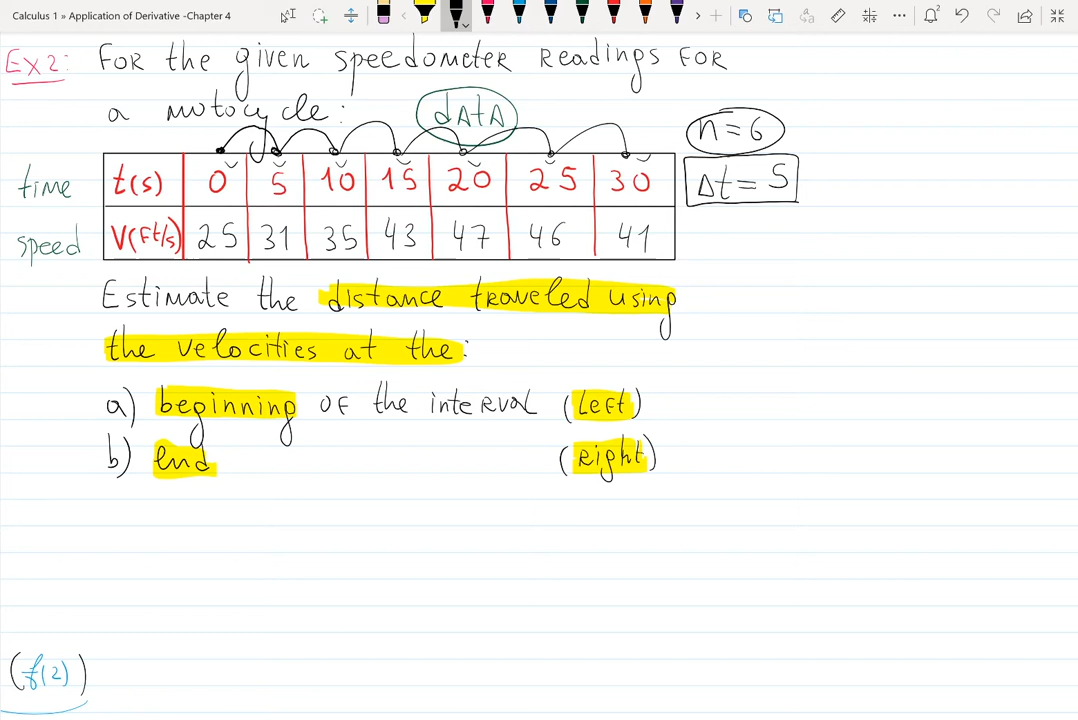 Calculus 1 » Application of Derivative -Chapter 4
Ex2: For the given speedometer readings for
a motocycle: data
n=6
time t(s) 0 5 10 15 20 25 30 Δt= 5
speed V(Ft/s) 25 31 35 43 47 46 41
Estimate the distance traveled using
the velocities at the:
a) beginning of the interval (Left)
b) end (Right)
(f(2))